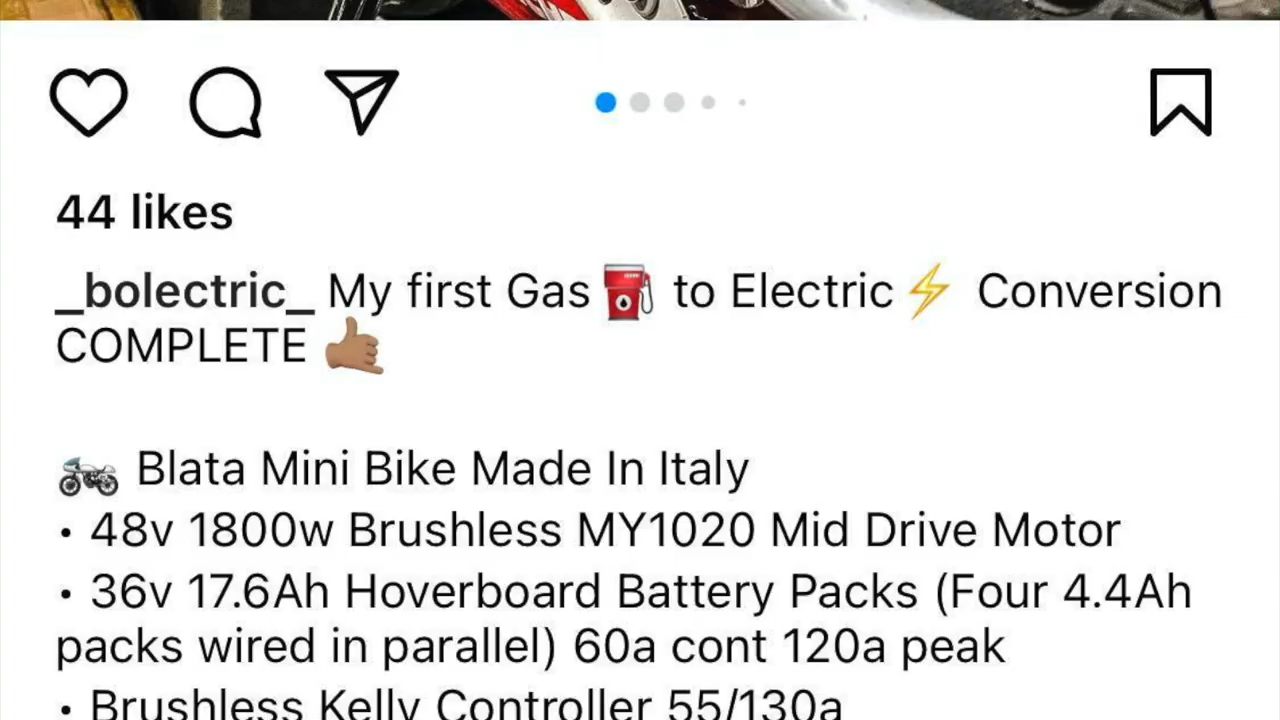 44 likes
_bolectric_ My first Gas⛽ to Electric⚡ Conversion
COMPLETE 🤙🏽
🏍 Blata Mini Bike Made In Italy
• 48v 1800w Brushless MY1020 Mid Drive Motor
• 36v 17.6Ah Hoverboard Battery Packs (Four 4.4Ah
packs wired in parallel) 60a cont 120a peak
• Brushless Kelly Controller 55/130a